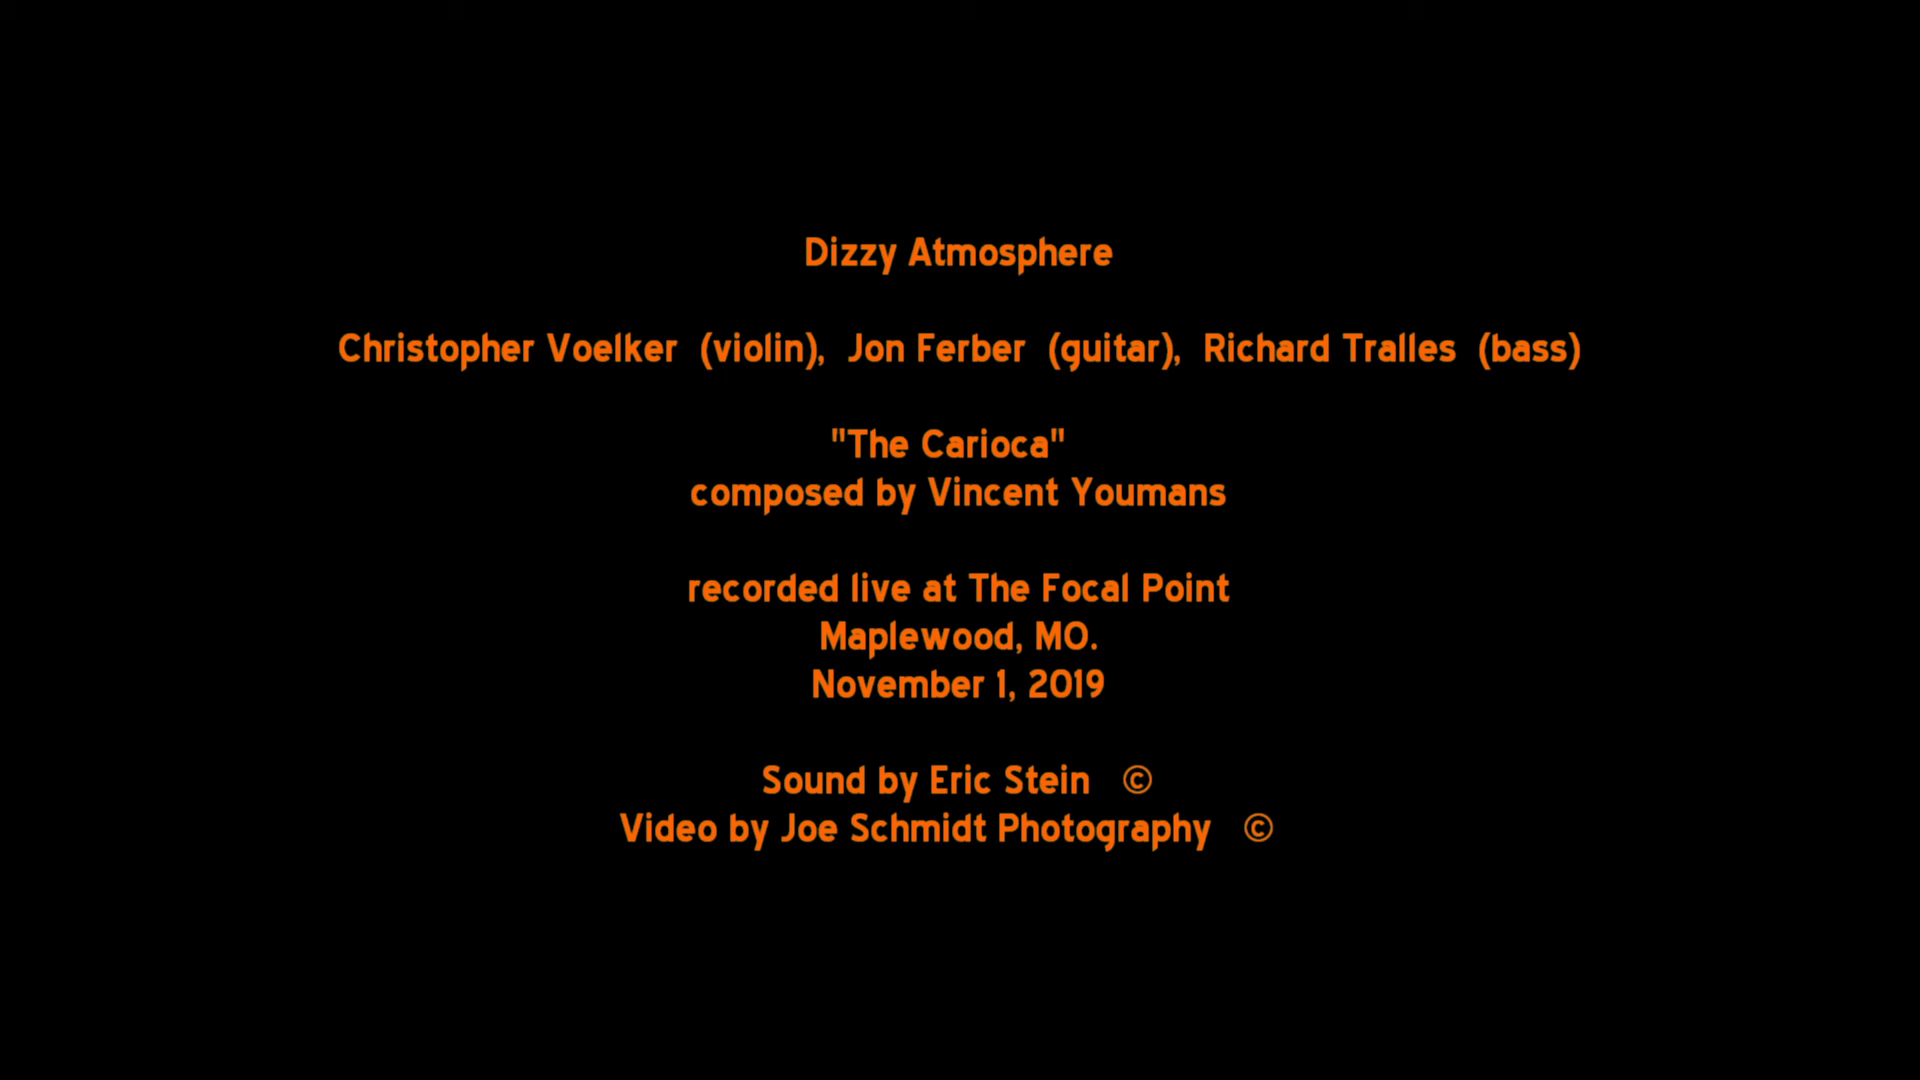 Dizzy Atmosphere
Christopher Voelker (violin), Jon Ferber (guitar), Richard Tralles (bass)
"The Carioca"
composed by Vincent Youmans
recorded live at The Focal Point
Maplewood, MO.
November 1, 2019
Sound by Eric Stein ©
Video by Joe Schmidt Photography ©